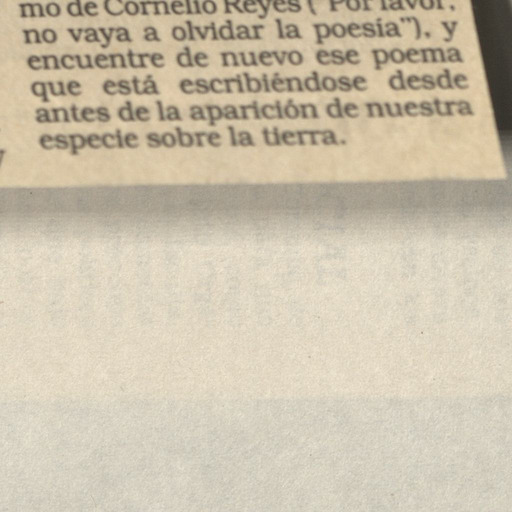 mo de Cornelio Reyes ("Por favor,
no vaya a olvidar la poesía"), y
encuentre de nuevo ese poema
que está escribiéndose desde
antes de la aparición de nuestra
especie sobre la tierra.